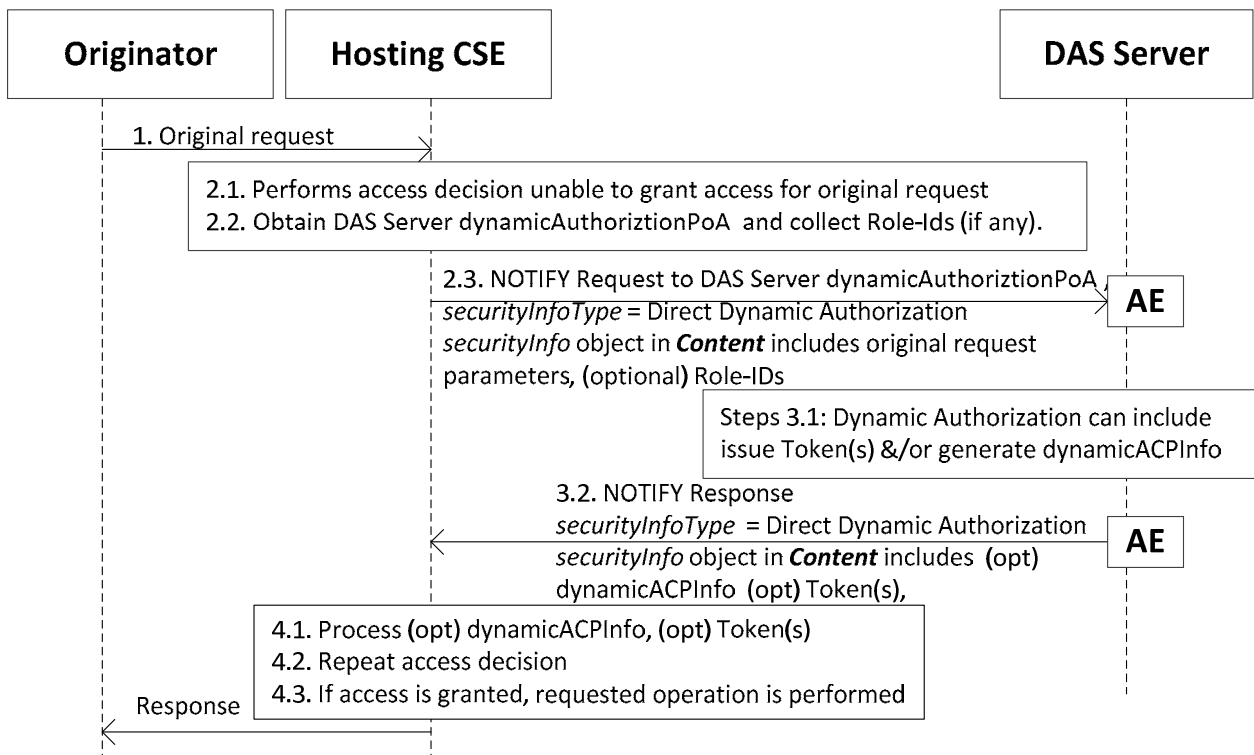 Originator
Hosting CSE
DAS Server
1. Original request
2.1. Performs access decision unable to grant access for original request
2.2. Obtain DAS Server dynamicAuthoriztionPoA and collect Role-Ids (if any).
2.3. NOTIFY Request to DAS Server dynamicAuthoriztionPoA ,
securityInfoType = Direct Dynamic Authorization
securityInfo object in Content includes original request
parameters, (optional) Role-IDs
AE
Steps 3.1: Dynamic Authorization can include
issue Token(s) &/or generate dynamicACPInfo
3.2. NOTIFY Response
securityInfoType = Direct Dynamic Authorization
securityInfo object in Content includes (opt)
dynamicACPInfo (opt) Token(s),
AE
4.1. Process (opt) dynamicACPInfo, (opt) Token(s)
4.2. Repeat access decision
4.3. If access is granted, requested operation is performed
Response